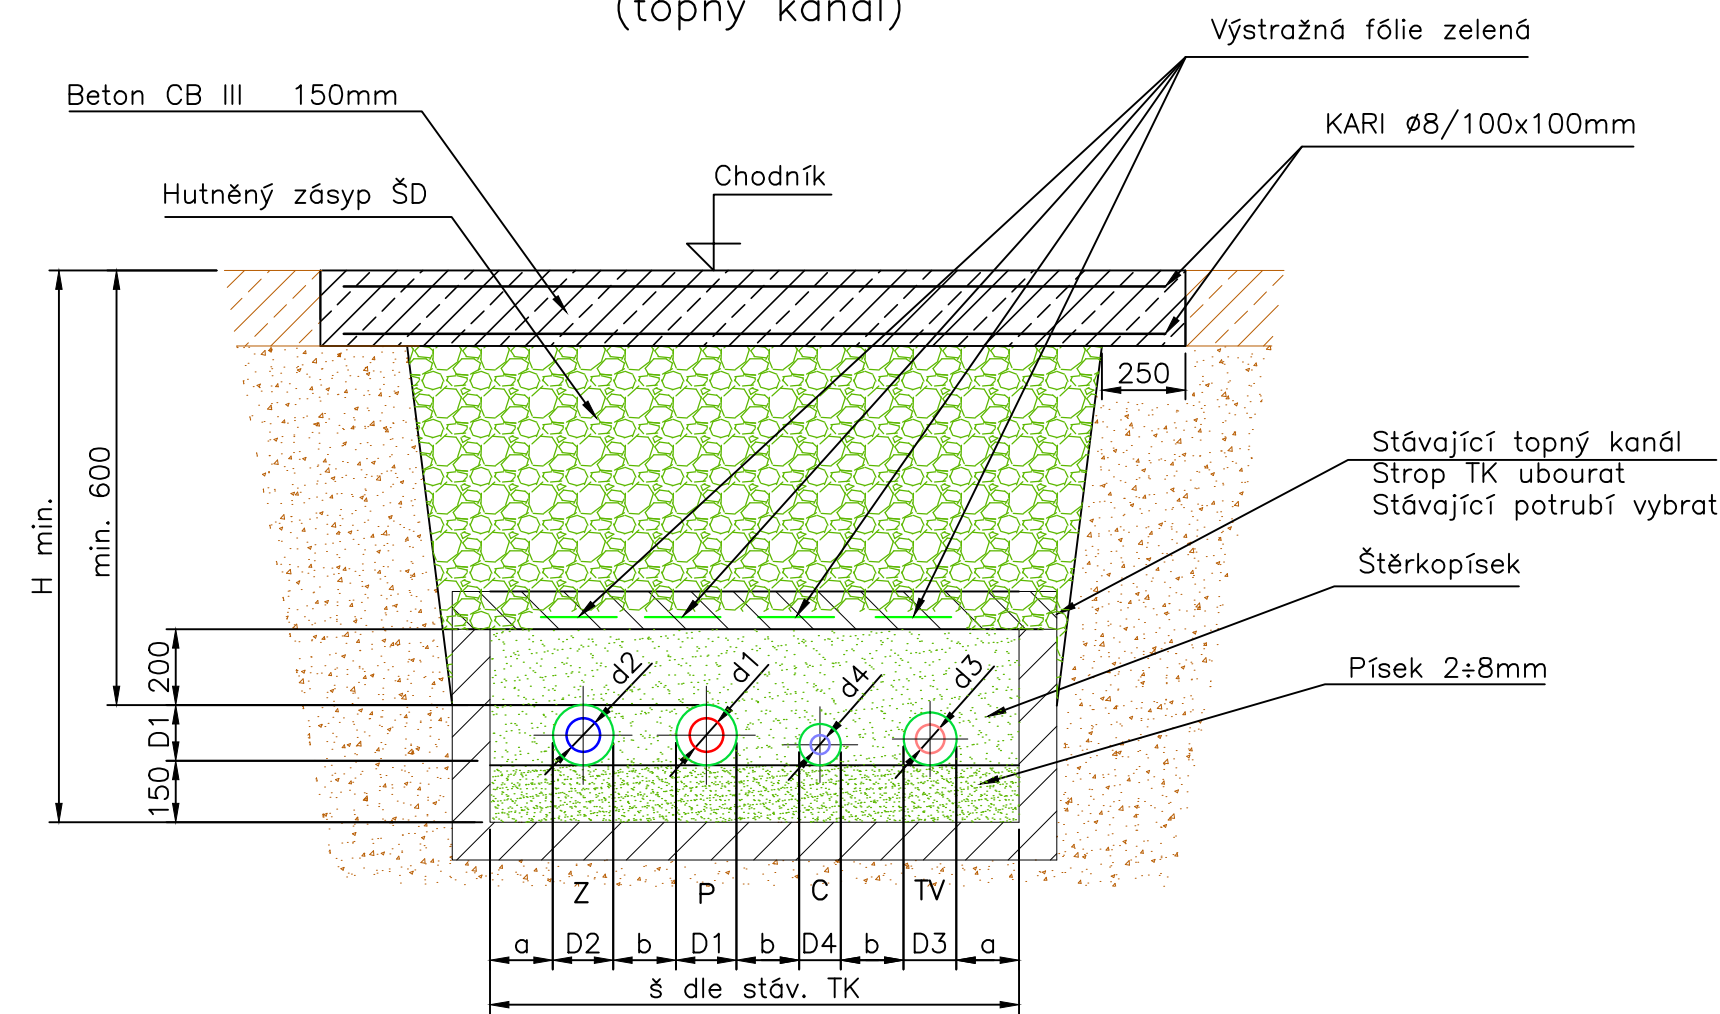 (topný kanál)
Výstražná fólie zelená
Beton CB III 150mm
KARI ø8/100x100mm
Chodník
Hutněný zásyp ŠD
250
Stávající topný kanál
Strop TK ubourat
Stávající potrubí vybrat
H min.
min. 600
Štěrkopísek
200
d2
d1
d4
d3
Písek 2÷8mm
D1
150
Z
P
C
TV
a
D2
b
D1
b
D4
b
D3
a
š dle stáv. TK